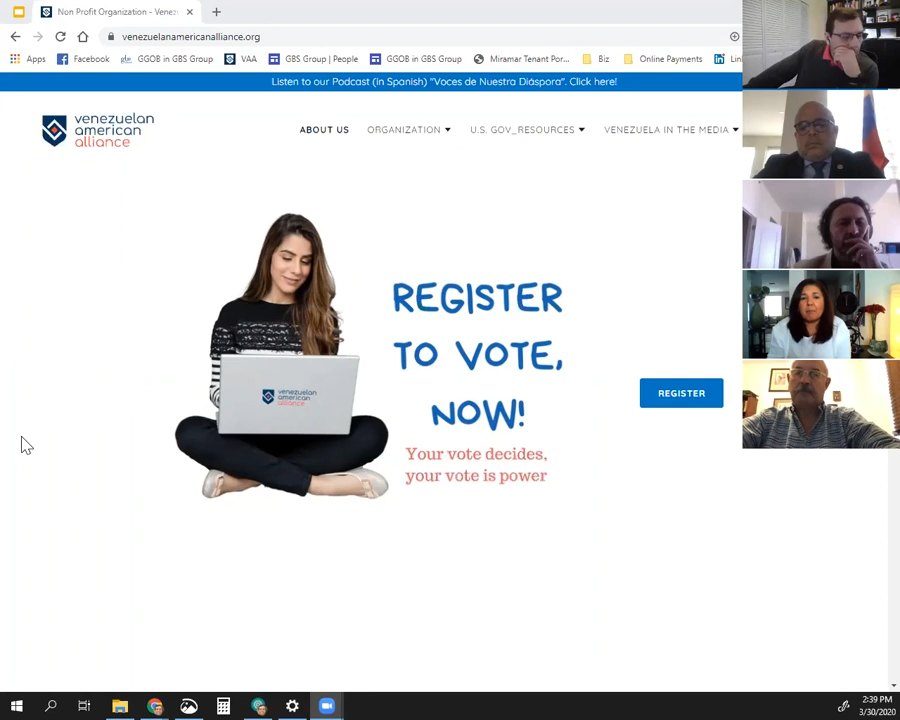 Non Profit Organization - Venez
venezuelanamericanalliance.org
Apps
Facebook
GGOB in GBS Group
VAA
GBS Group | People
GGOB in GBS Group
Miramar Tenant Por...
Biz
Online Payments
Lin
Listen to our Podcast (in Spanish) "Voces de Nuestra Diáspora". Click here!
venezuelan
american
alliance
ABOUT US
ORGANIZATION
U.S. GOV_RESOURCES
VENEZUELA IN THE MEDIA
REGISTER
TO VOTE,
NOW!
Your vote decides,
your vote is power
REGISTER
venezuelan
american
alliance
2:39 PM
3/30/2020